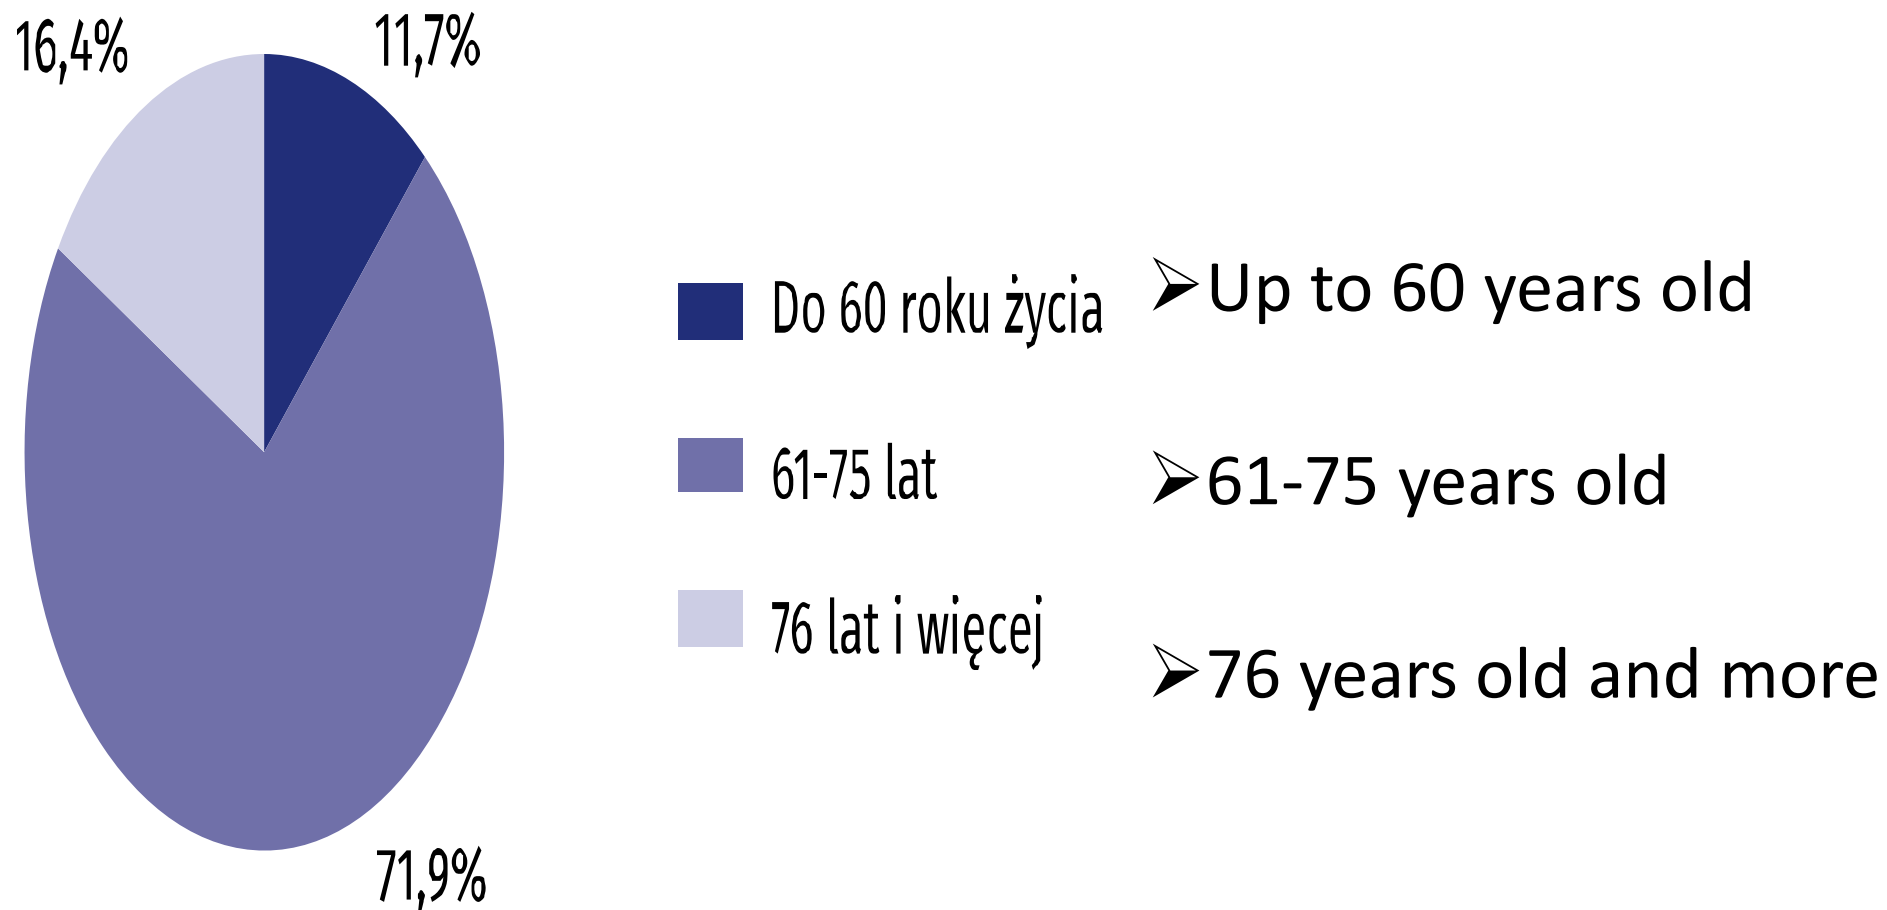 16,4%
11,7%
71,9%
Do 60 roku życia
61-75 lat
76 lat i więcej
➢Up to 60 years old
➢61-75 years old
➢76 years old and more